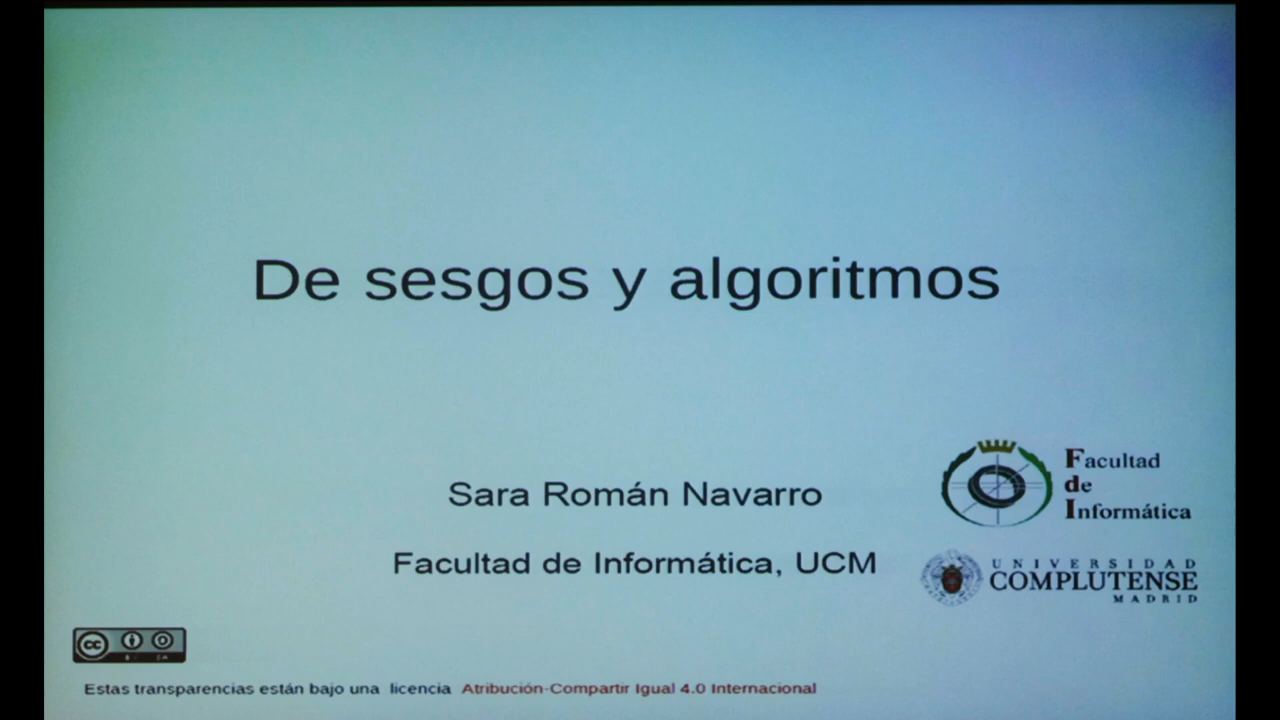 De sesgos y algoritmos
Sara Román Navarro
Facultad de Informática, UCM
Facultad
de
Informática
UNIVERSIDAD
COMPLUTENSE
MADRID
cc
Estas transparencias están bajo una licencia Atribución-Compartir Igual 4.0 Internacional